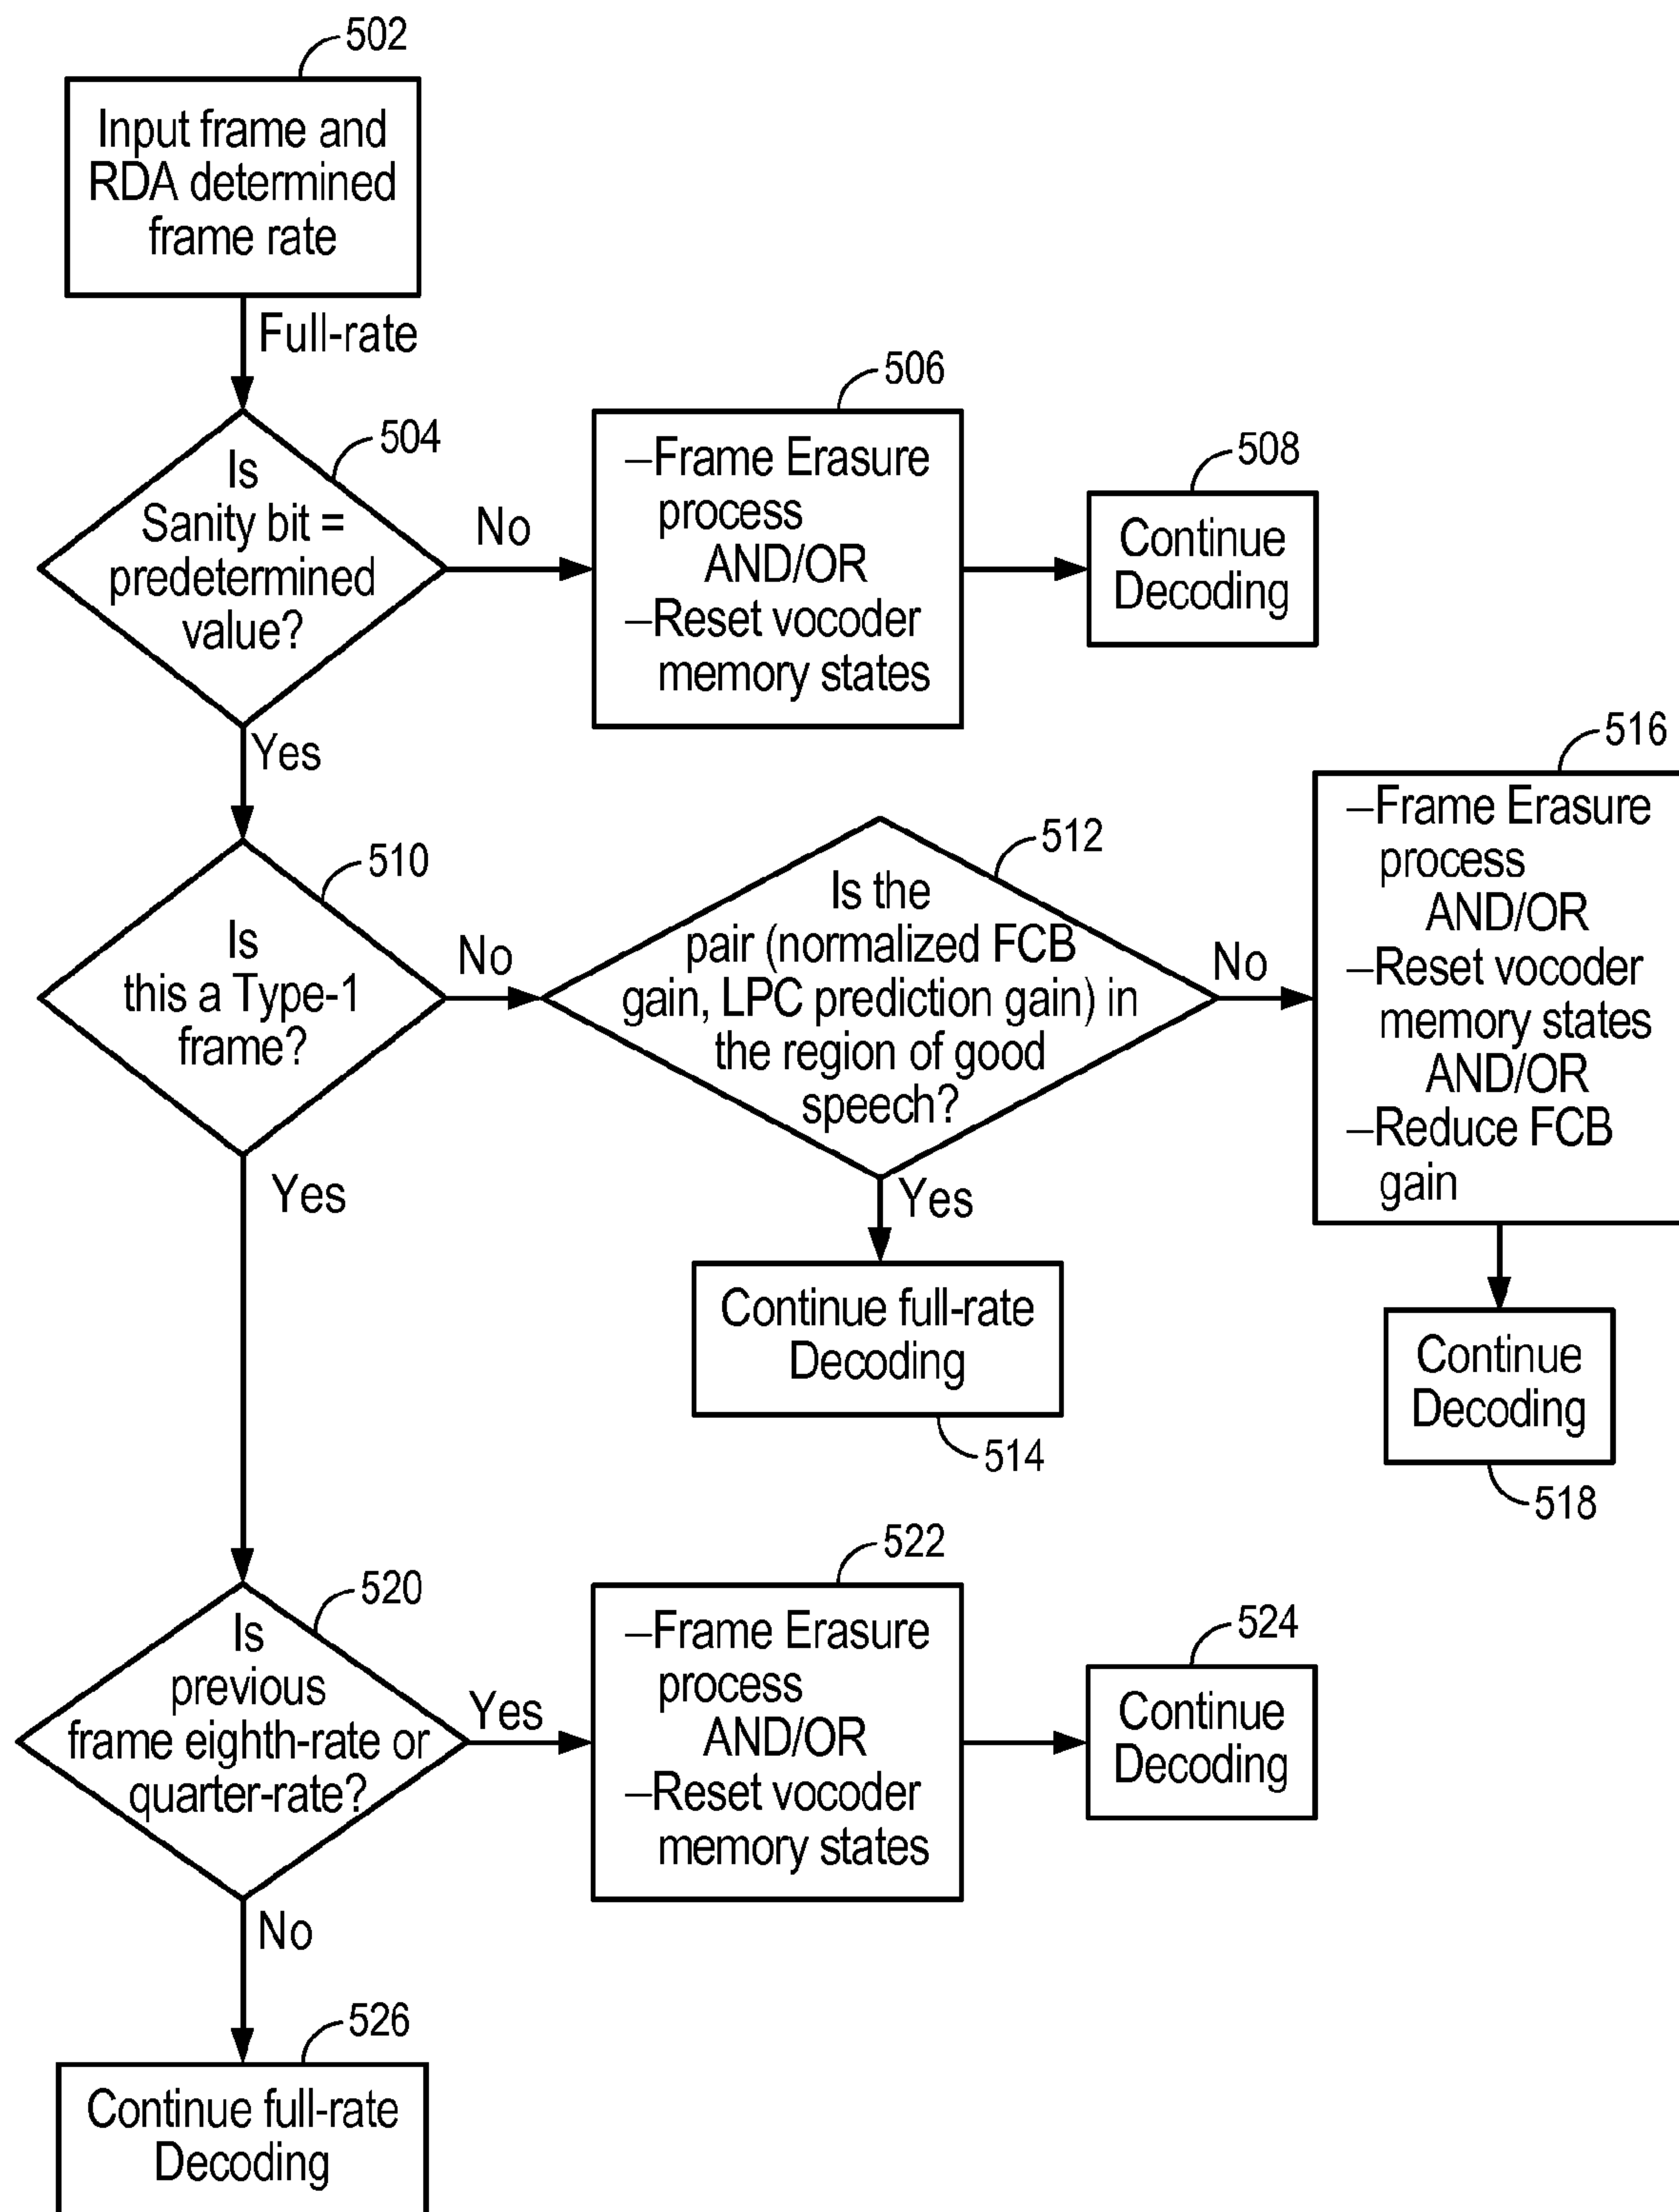 502
Input frame and
RDA determined
frame rate
Full-rate
504
Is
Sanity bit =
predetermined
value?
No
506
–Frame Erasure
process
AND/OR
–Reset vocoder
memory states
508
Continue
Decoding
Yes
510
Is
this a Type-1
frame?
No
512
Is the
pair (normalized FCB
gain, LPC prediction gain) in
the region of good
speech?
No
516
–Frame Erasure
process
AND/OR
–Reset vocoder
memory states
AND/OR
–Reduce FCB
gain
Yes
Continue full-rate
Decoding
514
Continue
Decoding
518
Yes
520
Is
previous
frame eighth-rate or
quarter-rate?
Yes
522
–Frame Erasure
process
AND/OR
–Reset vocoder
memory states
524
Continue
Decoding
No
526
Continue full-rate
Decoding